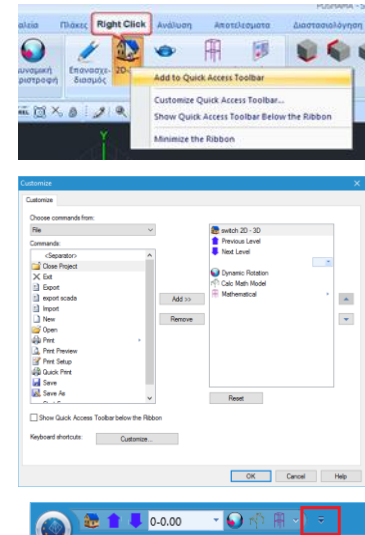 Πλάκες Right Click Ανάλυση Αποτελέσματα Διαστασιολόγηση
Επανασχε-
διασμός
2D-
Add to Quick Access Toolbar
Customize Quick Access Toolbar...
Show Quick Access Toolbar Below the Ribbon
Minimize the Ribbon
Y
Customize
Customize
Choose commands from:
File
Commands:
<Separator>
Close Project
Exit
Export
export scada
Import
New
Open
Print
Print Preview
Print Setup
Quick Print
Save
Save As
Add >>
Remove
switch 2D - 3D
Previous Level
Next Level
Dynamic Rotation
Calc Math Model
Mathematical
Reset
Show Quick Access Toolbar below the Ribbon
Keyboard shortcuts:
Customize...
OK Cancel Help
0-0.00